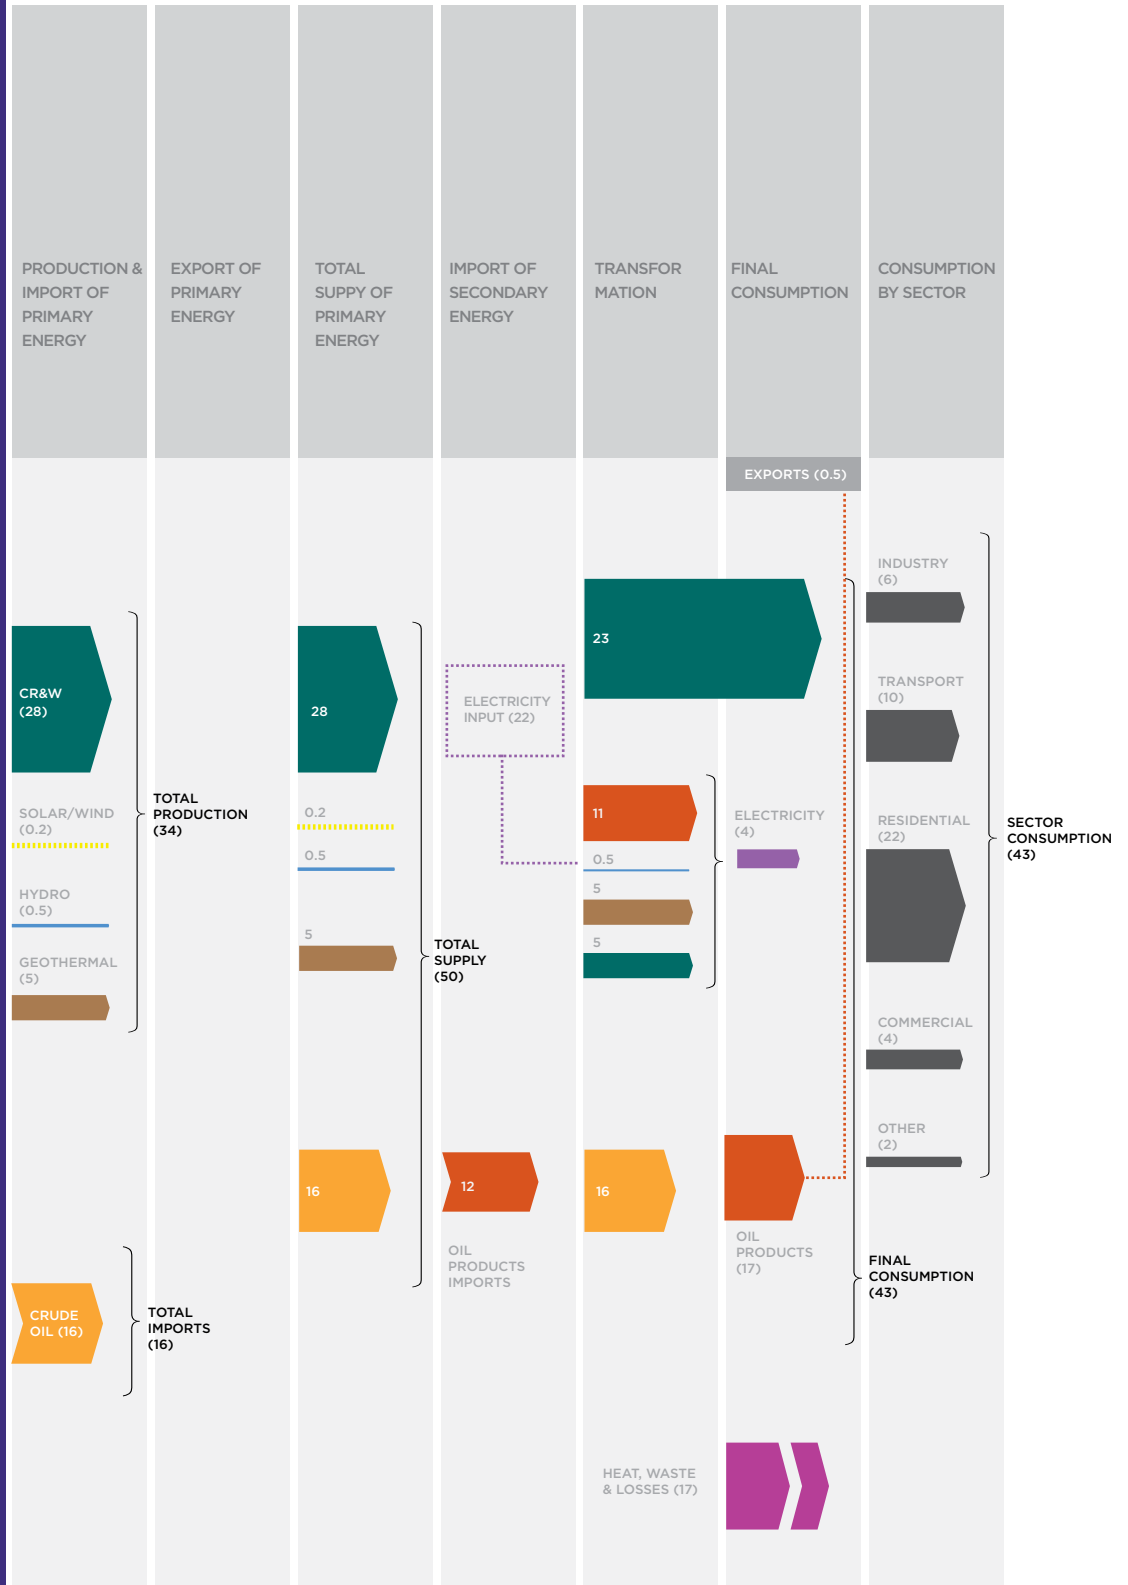 PRODUCTION &
IMPORT OF
PRIMARY
ENERGY
EXPORT OF
PRIMARY
ENERGY
TOTAL
SUPPY OF
PRIMARY
ENERGY
IMPORT OF
SECONDARY
ENERGY
TRANSFOR
MATION
FINAL
CONSUMPTION
CONSUMPTION
BY SECTOR
EXPORTS (0.5)
CR&W
(28)
SOLAR/WIND
(0.2)
HYDRO
(0.5)
GEOTHERMAL
(5)
TOTAL
PRODUCTION
(34)
CRUDE
OIL (16)
TOTAL
IMPORTS
(16)
28
0.2
0.5
5
16
TOTAL
SUPPLY
(50)
ELECTRICITY
INPUT (22)
12
OIL
PRODUCTS
IMPORTS
23
11
0.5
5
5
16
ELECTRICITY
(4)
OIL
PRODUCTS
(17)
HEAT, WASTE
& LOSSES (17)
FINAL
CONSUMPTION
(43)
INDUSTRY
(6)
TRANSPORT
(10)
RESIDENTIAL
(22)
COMMERCIAL
(4)
OTHER
(2)
SECTOR
CONSUMPTION
(43)